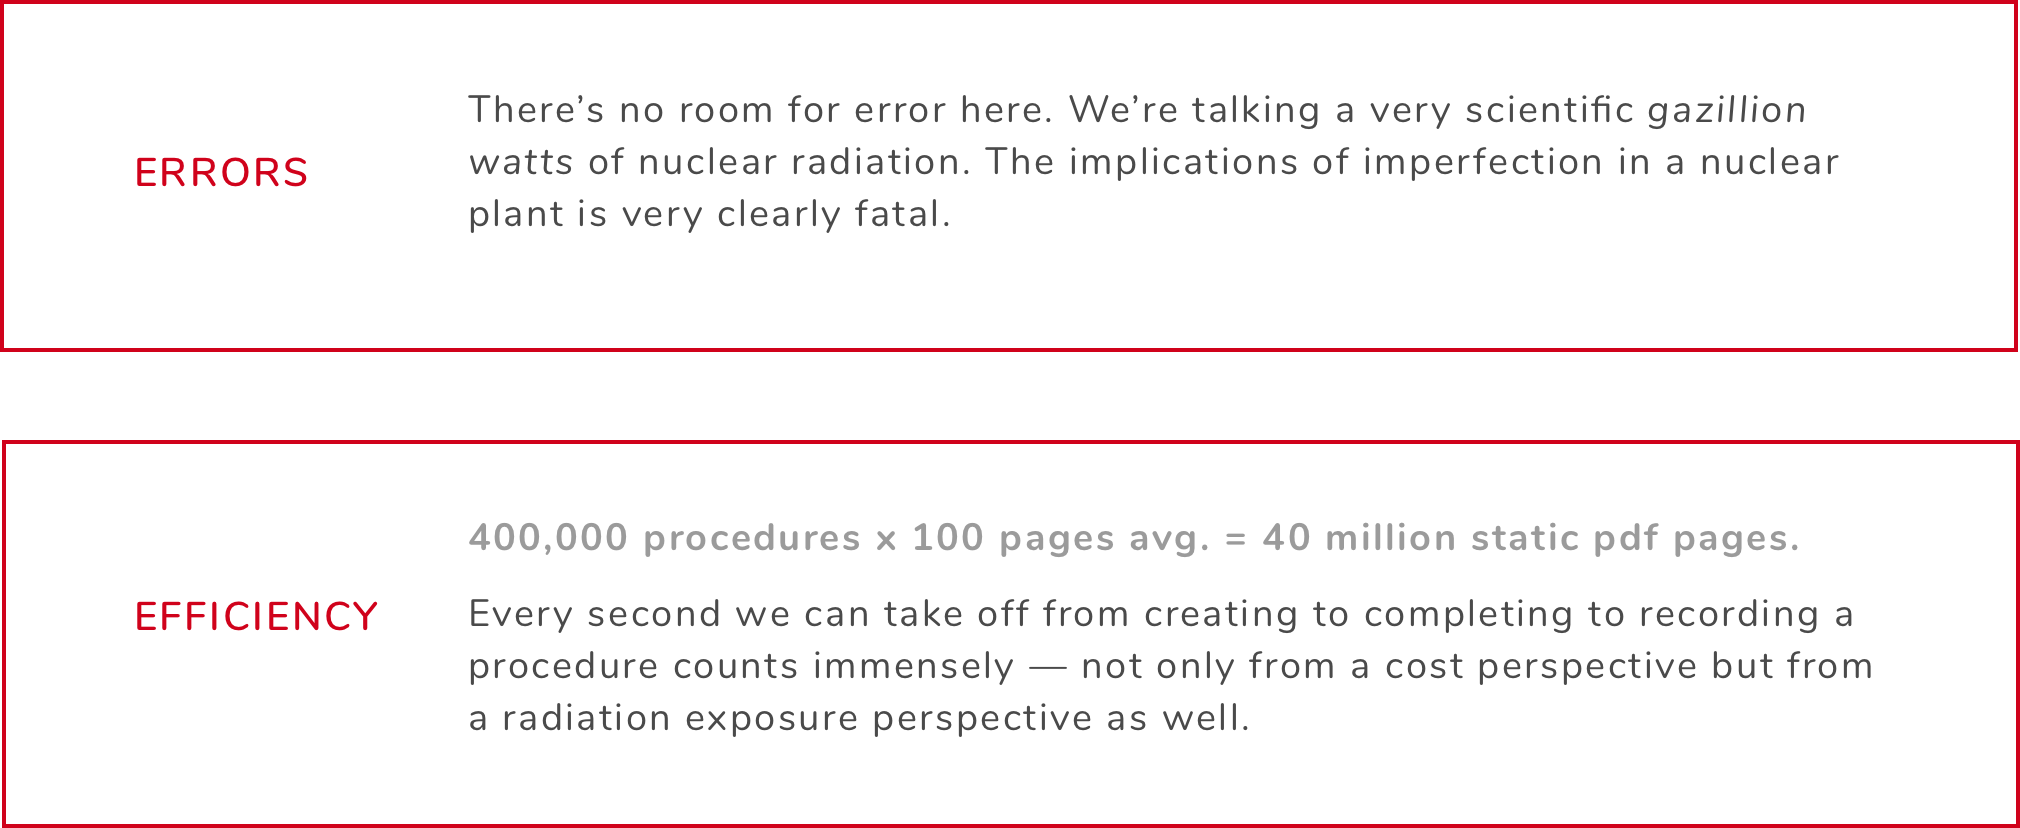 ERRORS
There’s no room for error here. We’re talking a very scientific gazillion
watts of nuclear radiation. The implications of imperfection in a nuclear
plant is very clearly fatal.
EFFICIENCY
400,000 procedures x 100 pages avg. = 40 million static pdf pages.
Every second we can take off from creating to completing to recording a
procedure counts immensely — not only from a cost perspective but from
a radiation exposure perspective as well.